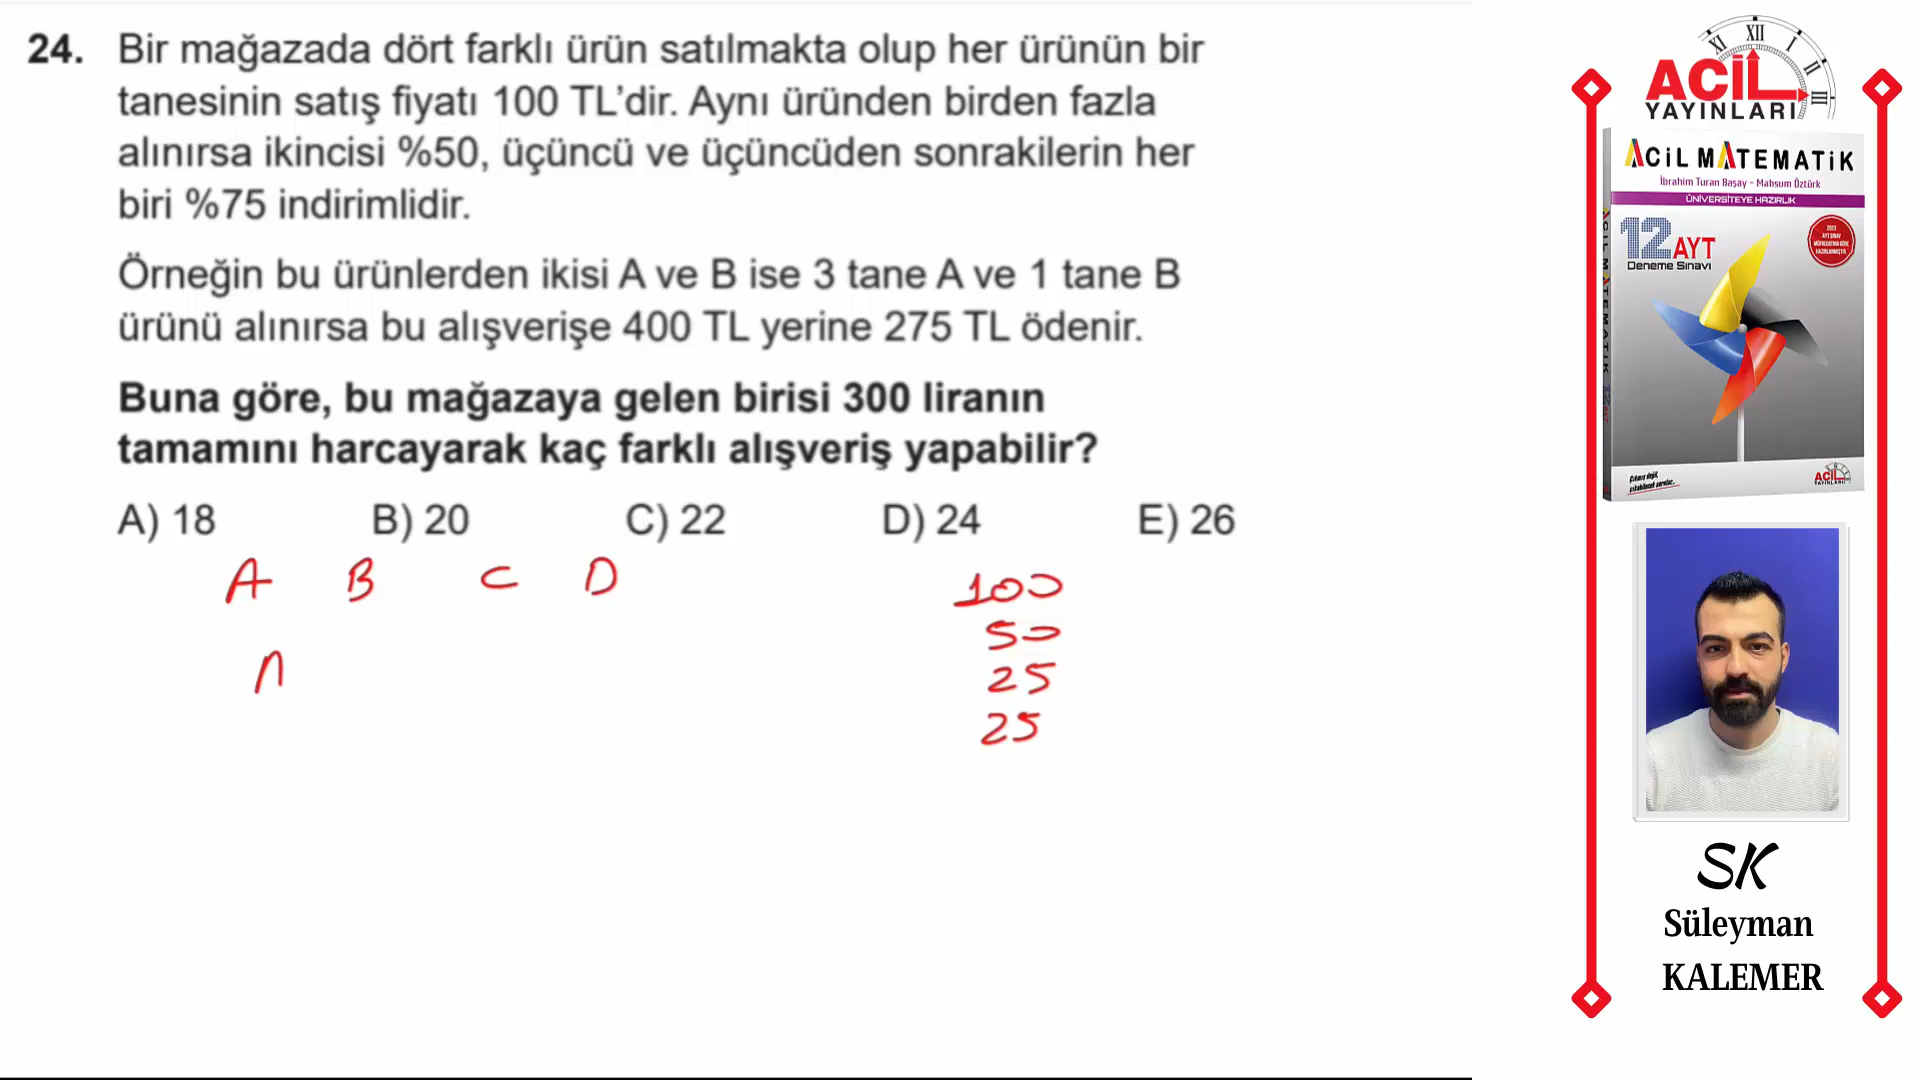 24. Bir mağazada dört farklı ürün satılmakta olup her ürünün bir
tanesinin satış fiyatı 100 TL'dir. Aynı üründen birden fazla
alınırsa ikincisi %50, üçüncü ve üçüncüden sonrakilerin her
biri %75 indirimlidir.
Örneğin bu ürünlerden ikisi A ve B ise 3 tane A ve 1 tane B
ürünü alınırsa bu alışverişe 400 TL yerine 275 TL ödenir.
Buna göre, bu mağazaya gelen birisi 300 liranın
tamamını harcayarak kaç farklı alışveriş yapabilir?
A) 18 B) 20 C) 22 D) 24 E) 26
A B C D
100
50
25
25
XI XII I II III
ACİL
YAYINLARI
ACİL MATEMATİK
İbrahim Turan Başay - Mahsum Öztürk
ÜNİVERSİTEYE HAZIRLIK
12 AYT
Deneme Sınavı
ACİL
SK
Süleyman
KALEMER